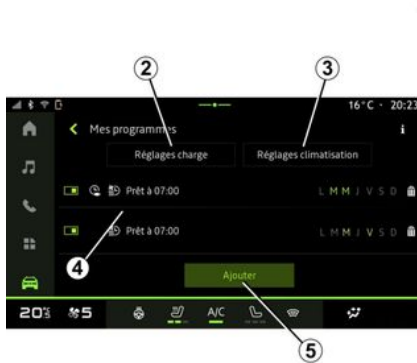 2 3
16°C · 20:23
Mes programmes i
Réglages charge Réglages climatisation
Prêt à 07:00 L M M J V S D
Prêt à 07:00 L M M J V S D
4
Ajouter
20⁵ 5 A/C
5